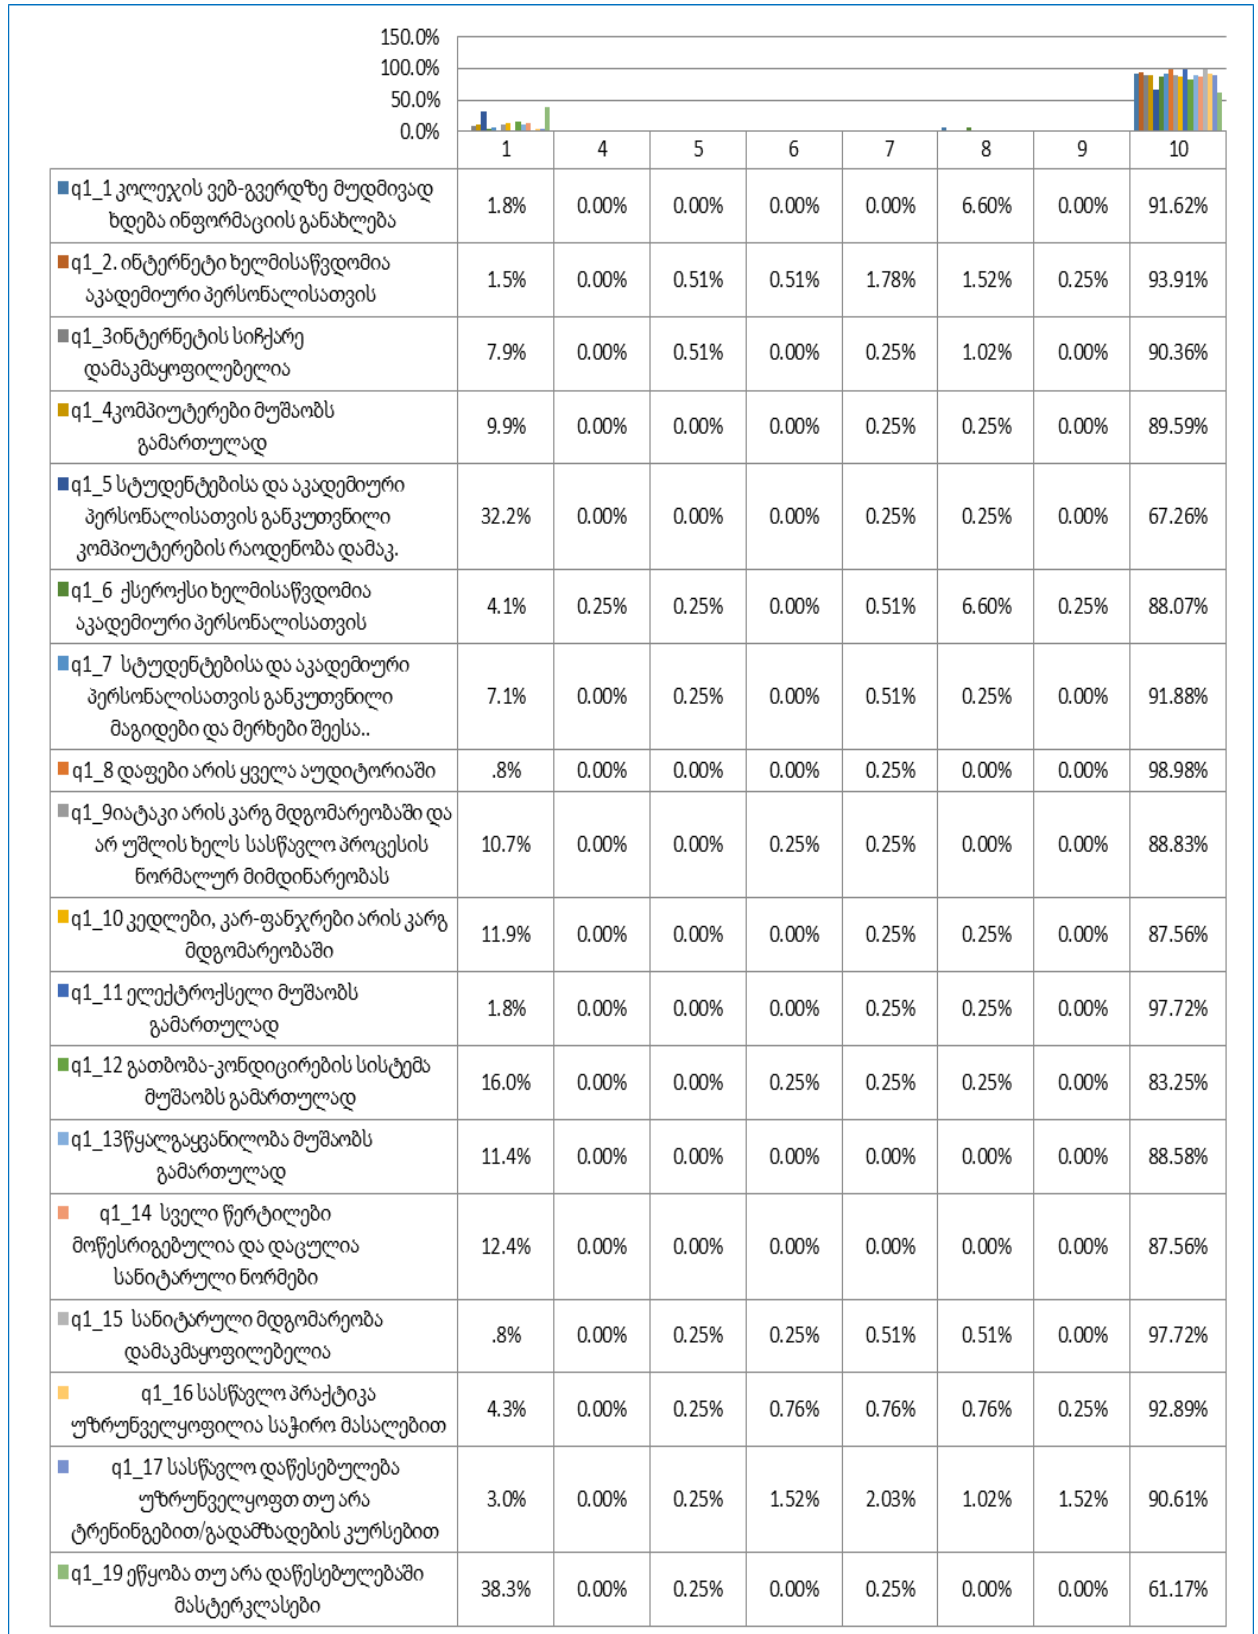 150.0%
100.0%
50.0%
0.0%
1 4 5 6 7 8 9 10
q1_1 კოლეჯის ვებ-გვერდზე მუდმივად
ხდება ინფორმაციის განახლება
1.8% 0.00% 0.00% 0.00% 0.00% 6.60% 0.00% 91.62%
q1_2. ინტერნეტი ხელმისაწვდომია
აკადემიური პერსონალისათვის
1.5% 0.00% 0.51% 0.51% 1.78% 1.52% 0.25% 93.91%
q1_3ინტერნეტის სიჩქარე
დამაკმაყოფილებელია
7.9% 0.00% 0.51% 0.00% 0.25% 1.02% 0.00% 90.36%
q1_4კომპიუტერები მუშაობს
გამართულად
9.9% 0.00% 0.00% 0.00% 0.25% 0.25% 0.00% 89.59%
q1_5 სტუდენტებისა და აკადემიური
პერსონალისათვის განკუთვნილი
კომპიუტერების რაოდენობა დამაკ.
32.2% 0.00% 0.00% 0.00% 0.25% 0.25% 0.00% 67.26%
q1_6 ქსეროქსი ხელმისაწვდომია
აკადემიური პერსონალისათვის
4.1% 0.25% 0.25% 0.00% 0.51% 6.60% 0.25% 88.07%
q1_7 სტუდენტებისა და აკადემიური
პერსონალისათვის განკუთვნილი
მაგიდები და მერხები შეესა..
7.1% 0.00% 0.25% 0.00% 0.51% 0.25% 0.00% 91.88%
q1_8 დაფები არის ყველა აუდიტორიაში
.8% 0.00% 0.00% 0.00% 0.25% 0.00% 0.00% 98.98%
q1_9იატაკი არის კარგ მდგომარეობაში და
არ უშლის ხელს სასწავლო პროცესის
ნორმალურ მიმდინარეობას
10.7% 0.00% 0.00% 0.25% 0.25% 0.00% 0.00% 88.83%
q1_10 კედლები, კარ-ფანჯრები არის კარგ
მდგომარეობაში
11.9% 0.00% 0.00% 0.00% 0.25% 0.25% 0.00% 87.56%
q1_11 ელექტროქსელი მუშაობს
გამართულად
1.8% 0.00% 0.00% 0.00% 0.25% 0.25% 0.00% 97.72%
q1_12 გათბობა-კონდიცირების სისტემა
მუშაობს გამართულად
16.0% 0.00% 0.00% 0.25% 0.25% 0.25% 0.00% 83.25%
q1_13წყალგაყვანილობა მუშაობს
გამართულად
11.4% 0.00% 0.00% 0.00% 0.00% 0.00% 0.00% 88.58%
q1_14 სველი წერტილები
მოწესრიგებულია და დაცულია
სანიტარული ნორმები
12.4% 0.00% 0.00% 0.00% 0.00% 0.00% 0.00% 87.56%
q1_15 სანიტარული მდგომარეობა
დამაკმაყოფილებელია
.8% 0.00% 0.25% 0.25% 0.51% 0.51% 0.00% 97.72%
q1_16 სასწავლო პრაქტიკა
უზრუნველყოფილია საჭირო მასალებით
4.3% 0.00% 0.25% 0.76% 0.76% 0.76% 0.25% 92.89%
q1_17 სასწავლო დაწესებულება
უზრუნველყოფთ თუ არა
ტრენინგებით/გადამზადების კურსებით
3.0% 0.00% 0.25% 1.52% 2.03% 1.02% 1.52% 90.61%
q1_19 ეწყობა თუ არა დაწესებულებაში
მასტერკლასები
38.3% 0.00% 0.25% 0.00% 0.25% 0.00% 0.00% 61.17%